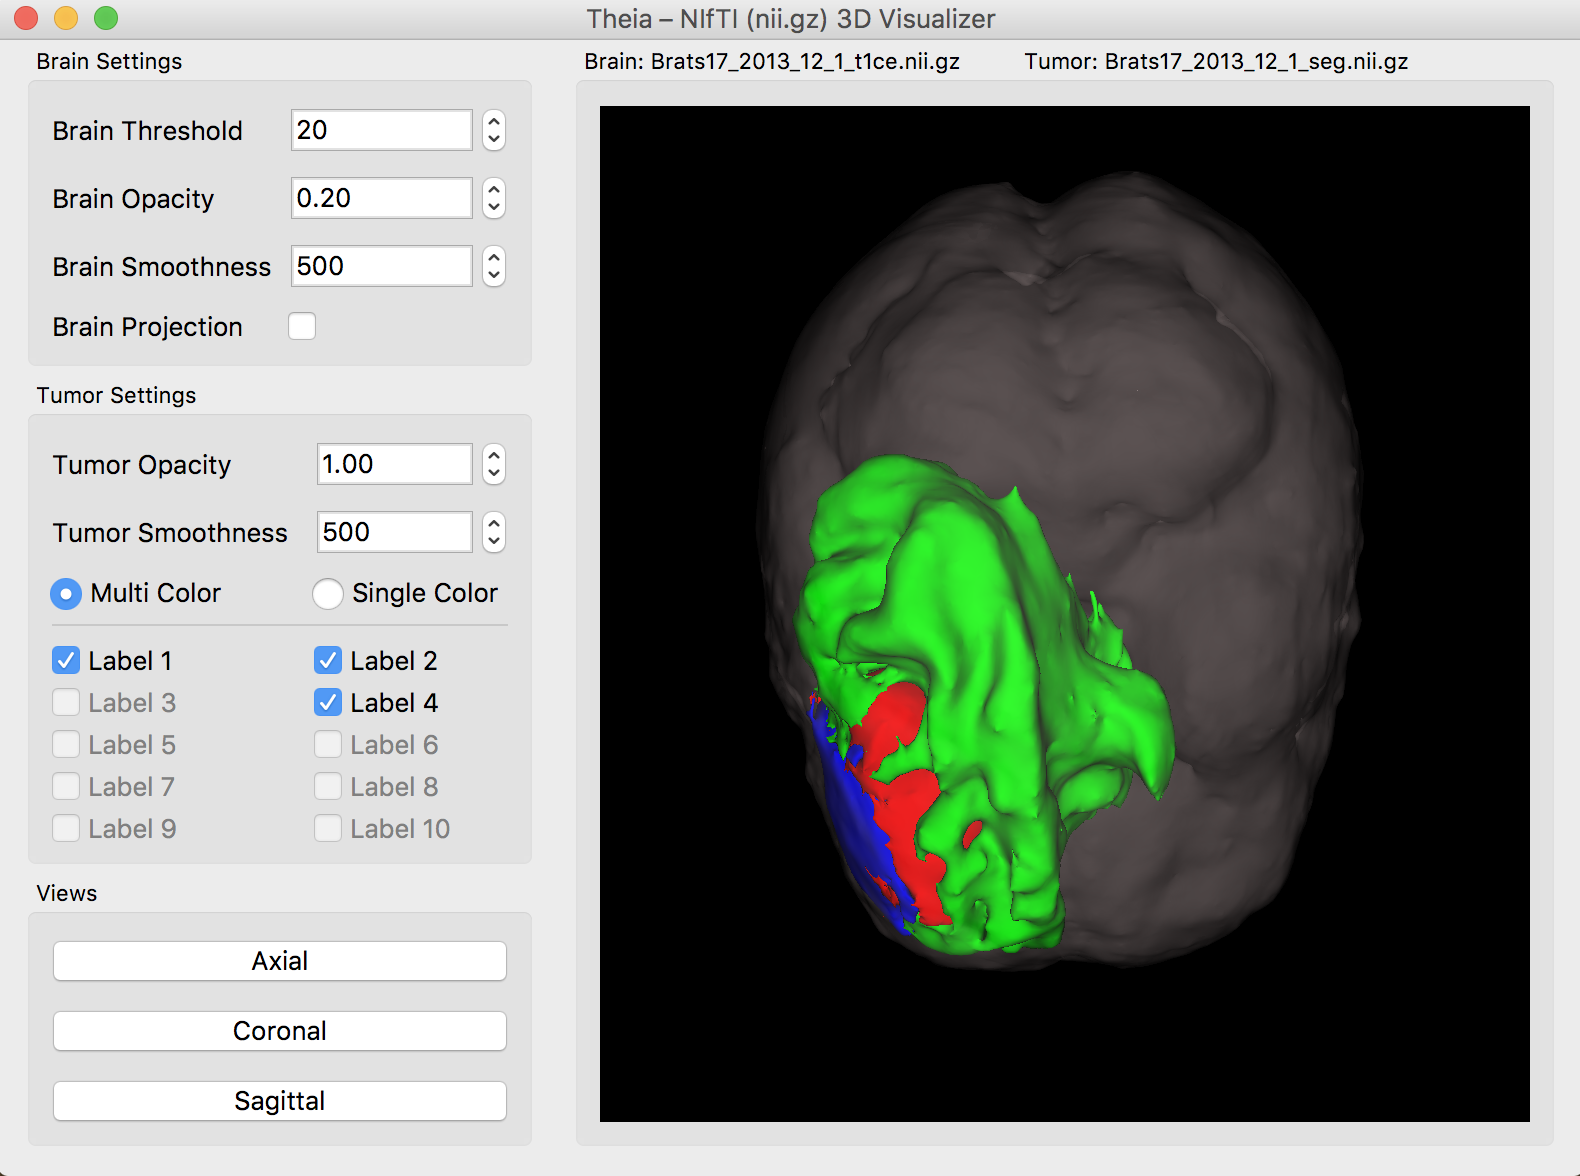 Theia – NIfTI (nii.gz) 3D Visualizer
Brain Settings
Brain Threshold 20
Brain Opacity 0.20
Brain Smoothness 500
Brain Projection
Tumor Settings
Tumor Opacity 1.00
Tumor Smoothness 500
Multi Color Single Color
Label 1 Label 2
Label 3 Label 4
Label 5 Label 6
Label 7 Label 8
Label 9 Label 10
Views
Axial
Coronal
Sagittal
Brain: Brats17_2013_12_1_t1ce.nii.gz Tumor: Brats17_2013_12_1_seg.nii.gz